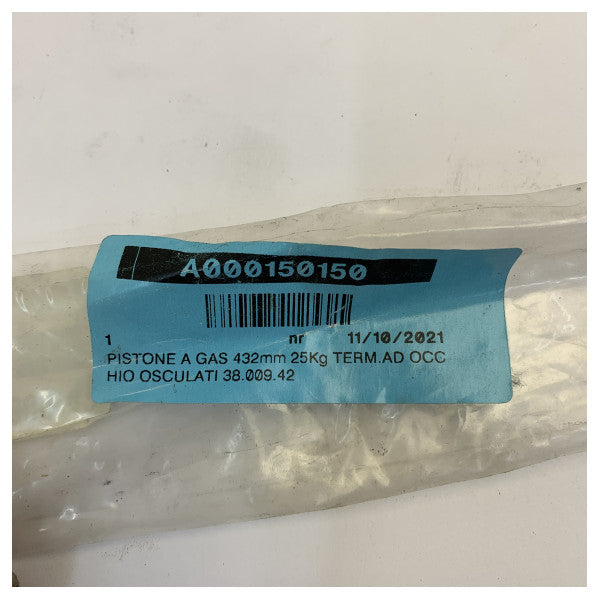 A000150150
1 nr 11/10/2021
PISTONE A GAS 432mm 25Kg TERM.AD OCC
HIO OSCULATI 38.009.42